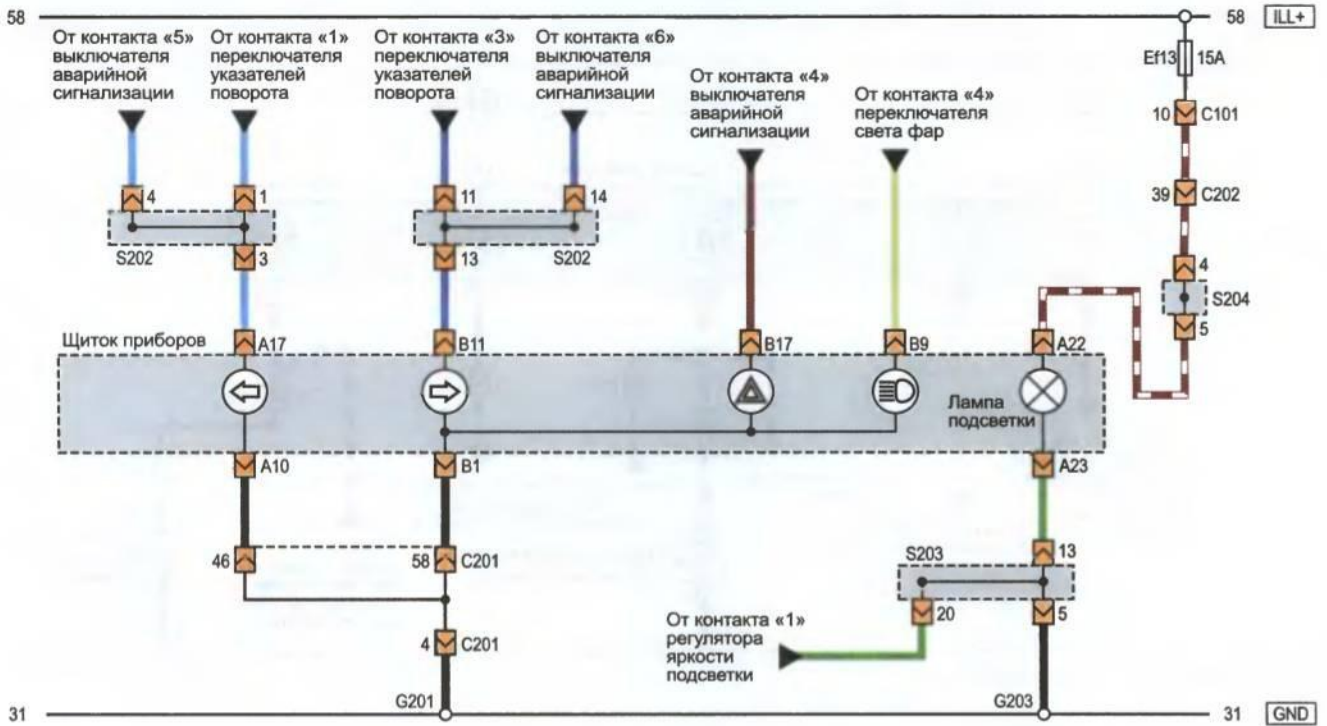 58
58 ILL+
От контакта «5»
выключателя
аварийной
сигнализации
От контакта «1»
переключателя
указателей
поворота
От контакта «3»
переключателя
указателей
поворота
От контакта «6»
выключателя
аварийной
сигнализации
От контакта «4»
выключателя
аварийной
сигнализации
От контакта «4»
переключателя
света фар
Ef13 15A
10 C101
39 C202
4
S204
5
4
1
S202
3
11
14
13
S202
Щиток приборов
A17
B11
B17
B9
A22
Лампа
подсветки
A10
B1
A23
46
58 C201
4 C201
S203
13
20
5
От контакта «1»
регулятора
яркости
подсветки
G201
G203
31
31 GND